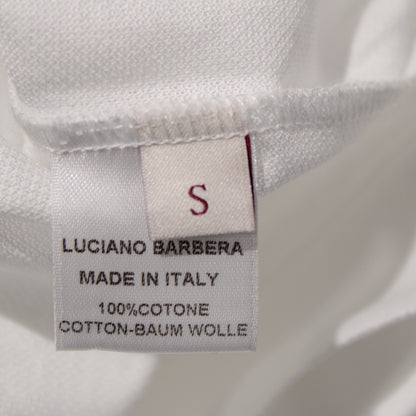 S
LUCIANO BARBERA
MADE IN ITALY
100%COTONE
COTTON-BAUM WOLLE